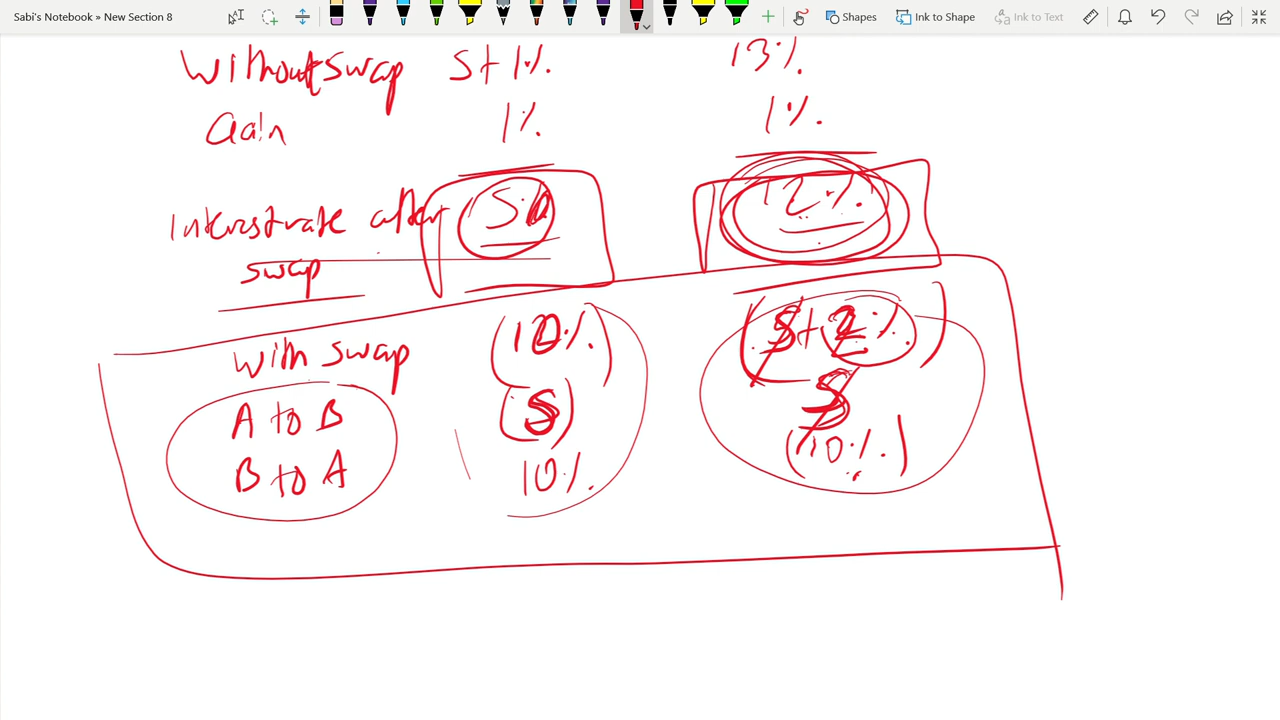 Sabi's Notebook » New Section 8
Shapes
Ink to Shape
Ink to Text
Without swap S+1% 13%
Gain 1% 1%
Interest rate after 12%
swap
With swap (10%) (S+2%)
A to B (S) S
B to A 10% (10%)